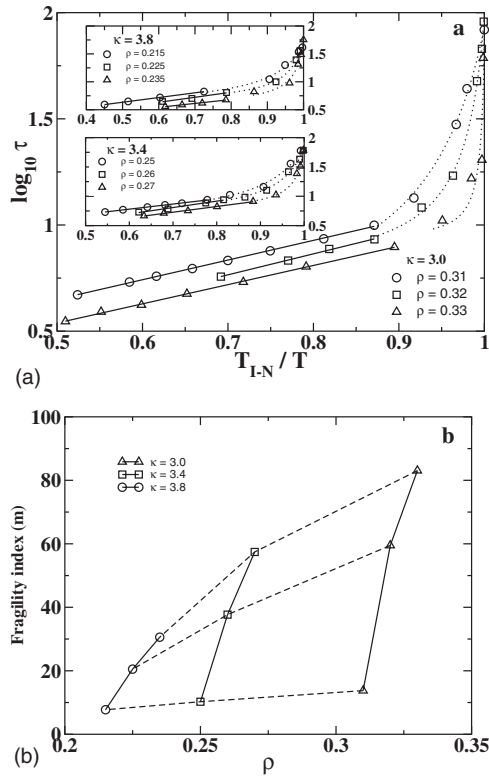 2
1.5
1
0.5
log₁₀ τ
a
κ = 3.8
ρ = 0.215
ρ = 0.225
ρ = 0.235
0.4 0.5 0.6 0.7 0.8 0.9 1
2
1.5
1
0.5
κ = 3.4
ρ = 0.25
ρ = 0.26
ρ = 0.27
0.4 0.5 0.6 0.7 0.8 0.9 1
2
1.5
1
0.5
κ = 3.0
ρ = 0.31
ρ = 0.32
ρ = 0.33
0.5 0.6 0.7 0.8 0.9 1
T_I-N / T
(a)
100
80
60
40
20
0
Fragility index (m)
b
κ = 3.0
κ = 3.4
κ = 3.8
0.2 0.25 0.3 0.35
ρ
(b)